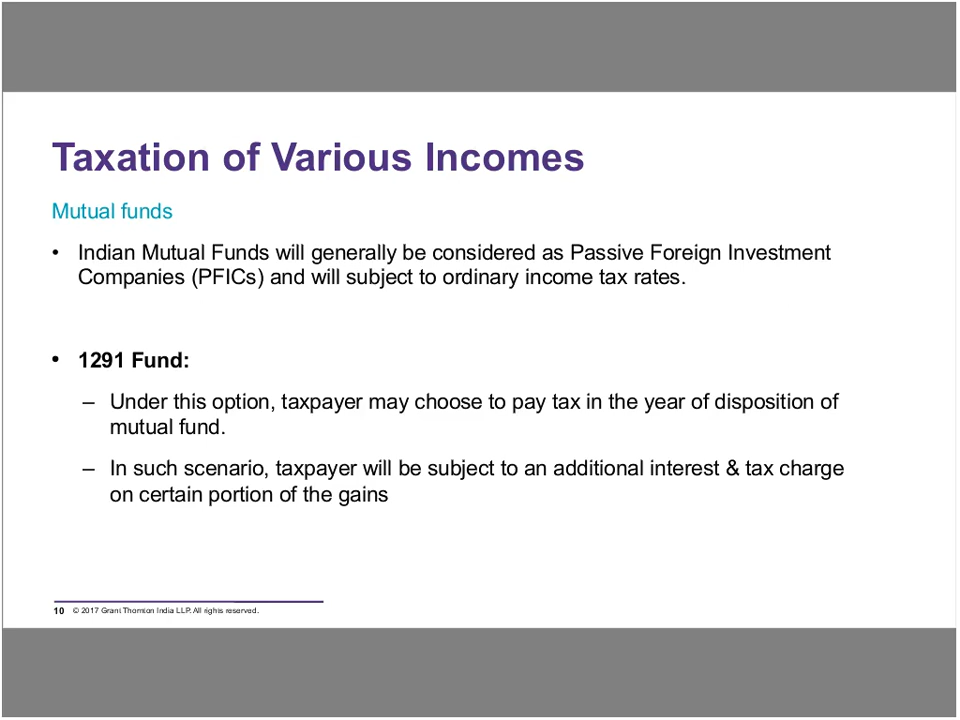 Taxation of Various Incomes
Mutual funds
• Indian Mutual Funds will generally be considered as Passive Foreign Investment
Companies (PFICs) and will subject to ordinary income tax rates.
• 1291 Fund:
– Under this option, taxpayer may choose to pay tax in the year of disposition of
mutual fund.
– In such scenario, taxpayer will be subject to an additional interest & tax charge
on certain portion of the gains
10 © 2017 Grant Thornton India LLP. All rights reserved.